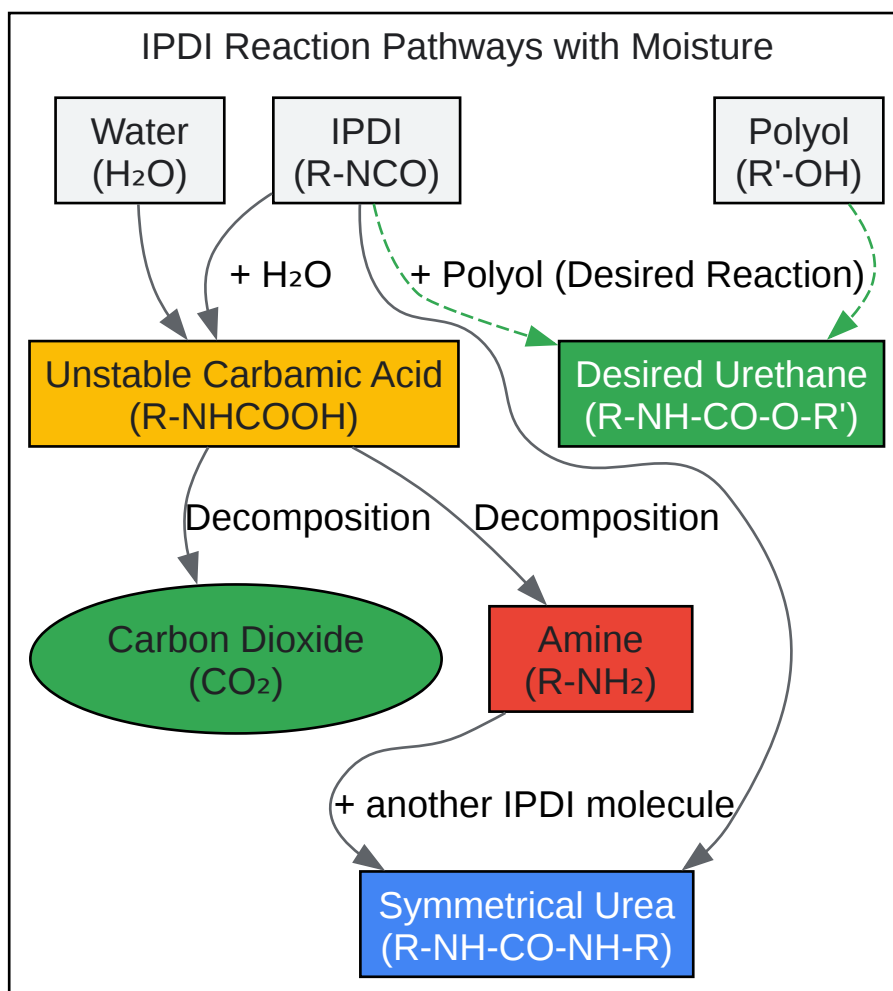 IPDI Reaction Pathways with Moisture
Water
(H₂O)
IPDI
(R-NCO)
Polyol
(R'-OH)
+ H₂O
+ Polyol (Desired Reaction)
Unstable Carbamic Acid
(R-NHCOOH)
Desired Urethane
(R-NH-CO-O-R')
Decomposition
Decomposition
Carbon Dioxide
(CO₂)
Amine
(R-NH₂)
+ another IPDI molecule
Symmetrical Urea
(R-NH-CO-NH-R)